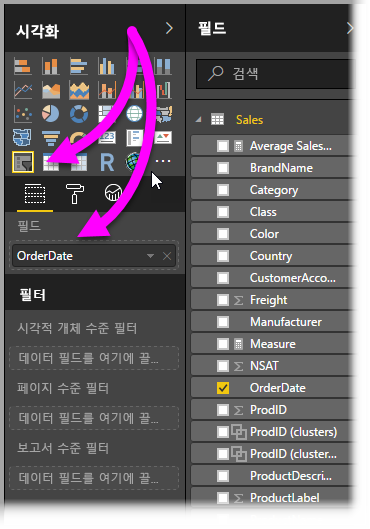 시각화
123
R
...
필드
OrderDate
필터
시각적 개체 수준 필터
데이터 필드를 여기에 끌...
페이지 수준 필터
데이터 필드를 여기에 끌...
보고서 수준 필터
데이터 필드를 여기에 끌...
필드
검색
Sales
Average Sales...
BrandName
Category
Class
Color
Country
CustomerAcco...
Freight
Manufacturer
Measure
NSAT
OrderDate
ProdID
ProdID (clusters)
ProdID (cluster...
ProductDescri...
ProductLabel